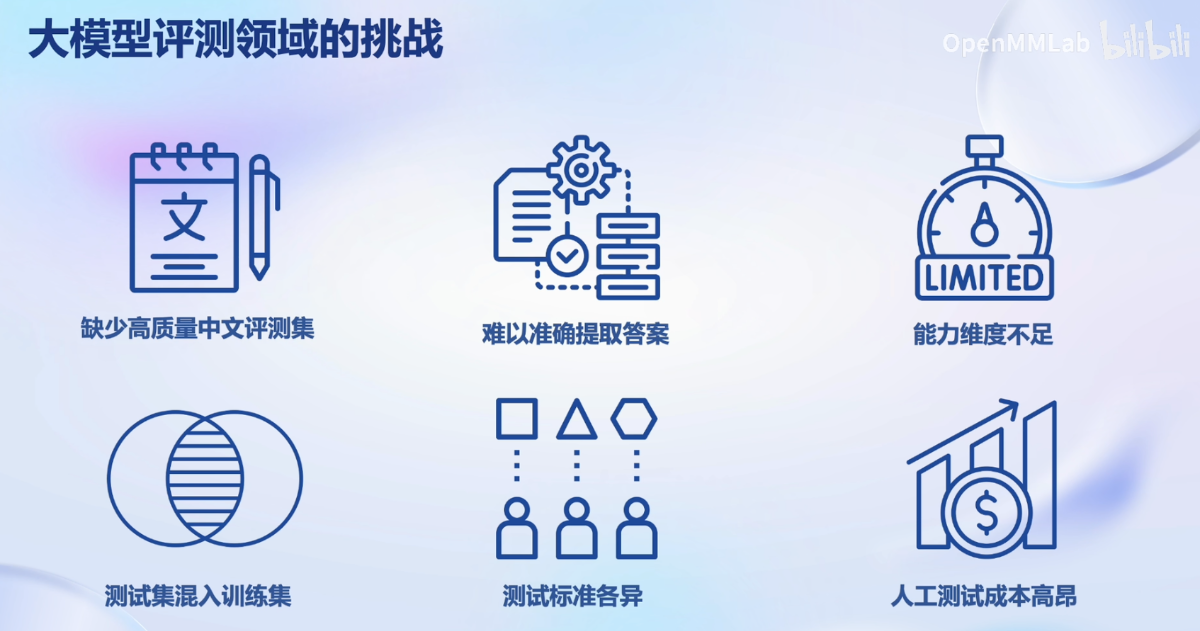 大模型评测领域的挑战
OpenMMLab bilibili
文
LIMITED
缺少高质量中文评测集
难以准确提取答案
能力维度不足
$
测试集混入训练集
测试标准各异
人工测试成本高昂